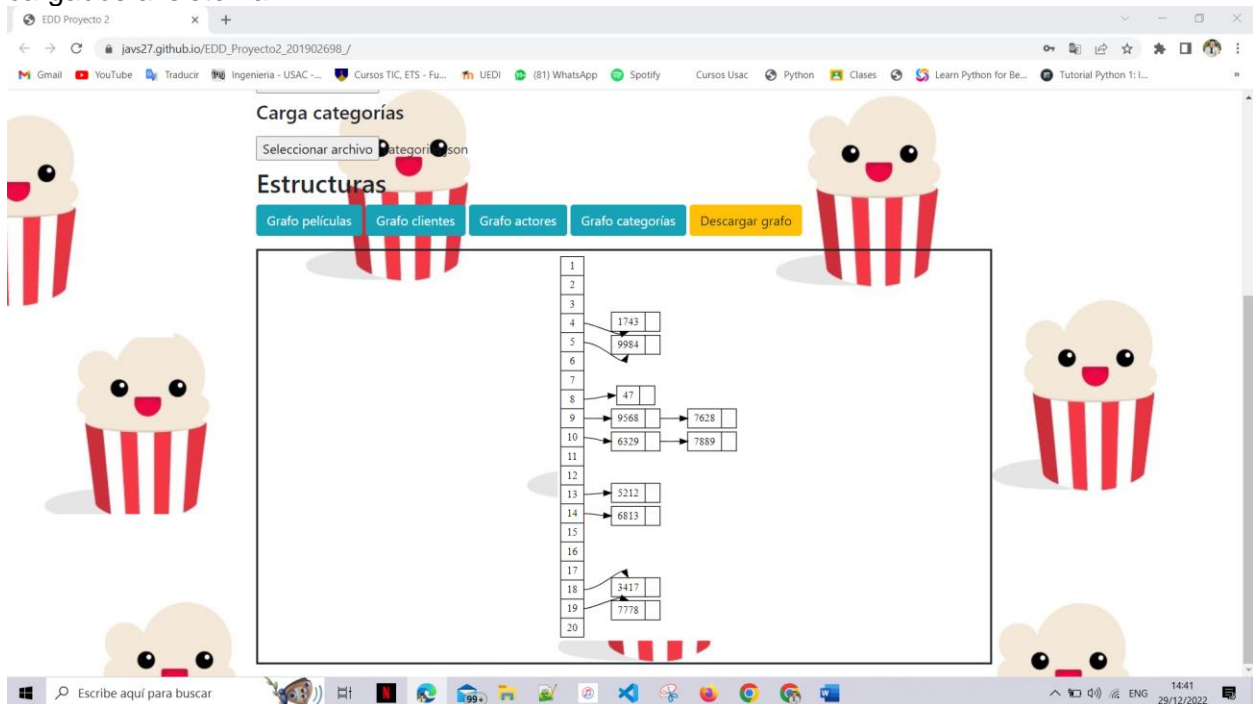 EDD Proyecto 2
javs27.github.io/EDD_Proyecto2_201902698_/
Gmail YouTube Traducir Ingenieria - USAC -... Cursos TIC, ETS - Fu... UEDI (81) WhatsApp Spotify Cursos Usac Python Clases Learn Python for Be... Tutorial Python 1: I... »
Carga categorías
Seleccionar archivo
Estructuras
Grafo películas Grafo clientes Grafo actores Grafo categorías Descargar grafo
1
2
3
4 1743
5 9984
6
7
8 47
9 9568 7628
10 6329 7889
11
12
13 5212
14 6813
15
16
17
18 3417
19 7778
20
Escribe aquí para buscar 99+ ENG 14:41
29/12/2022